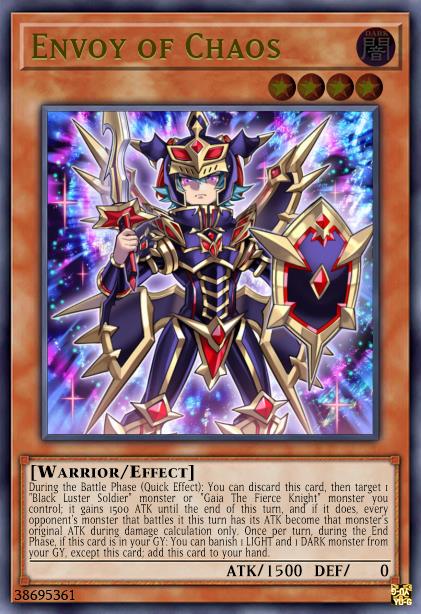 Envoy of Chaos
DARK
闇
[Warrior/Effect]
During the Battle Phase (Quick Effect): You can discard this card, then target 1
"Black Luster Soldier" monster or "Gaia The Fierce Knight" monster you
control; it gains 1500 ATK until the end of this turn, and if it does, every
opponent's monster that battles it this turn has its ATK become that monster's
original ATK during damage calculation only. Once per turn, during the End
Phase, if this card is in your GY: You can banish 1 LIGHT and 1 DARK monster from
your GY, except this card; add this card to your hand.
ATK/1500 DEF/ 0
38695361